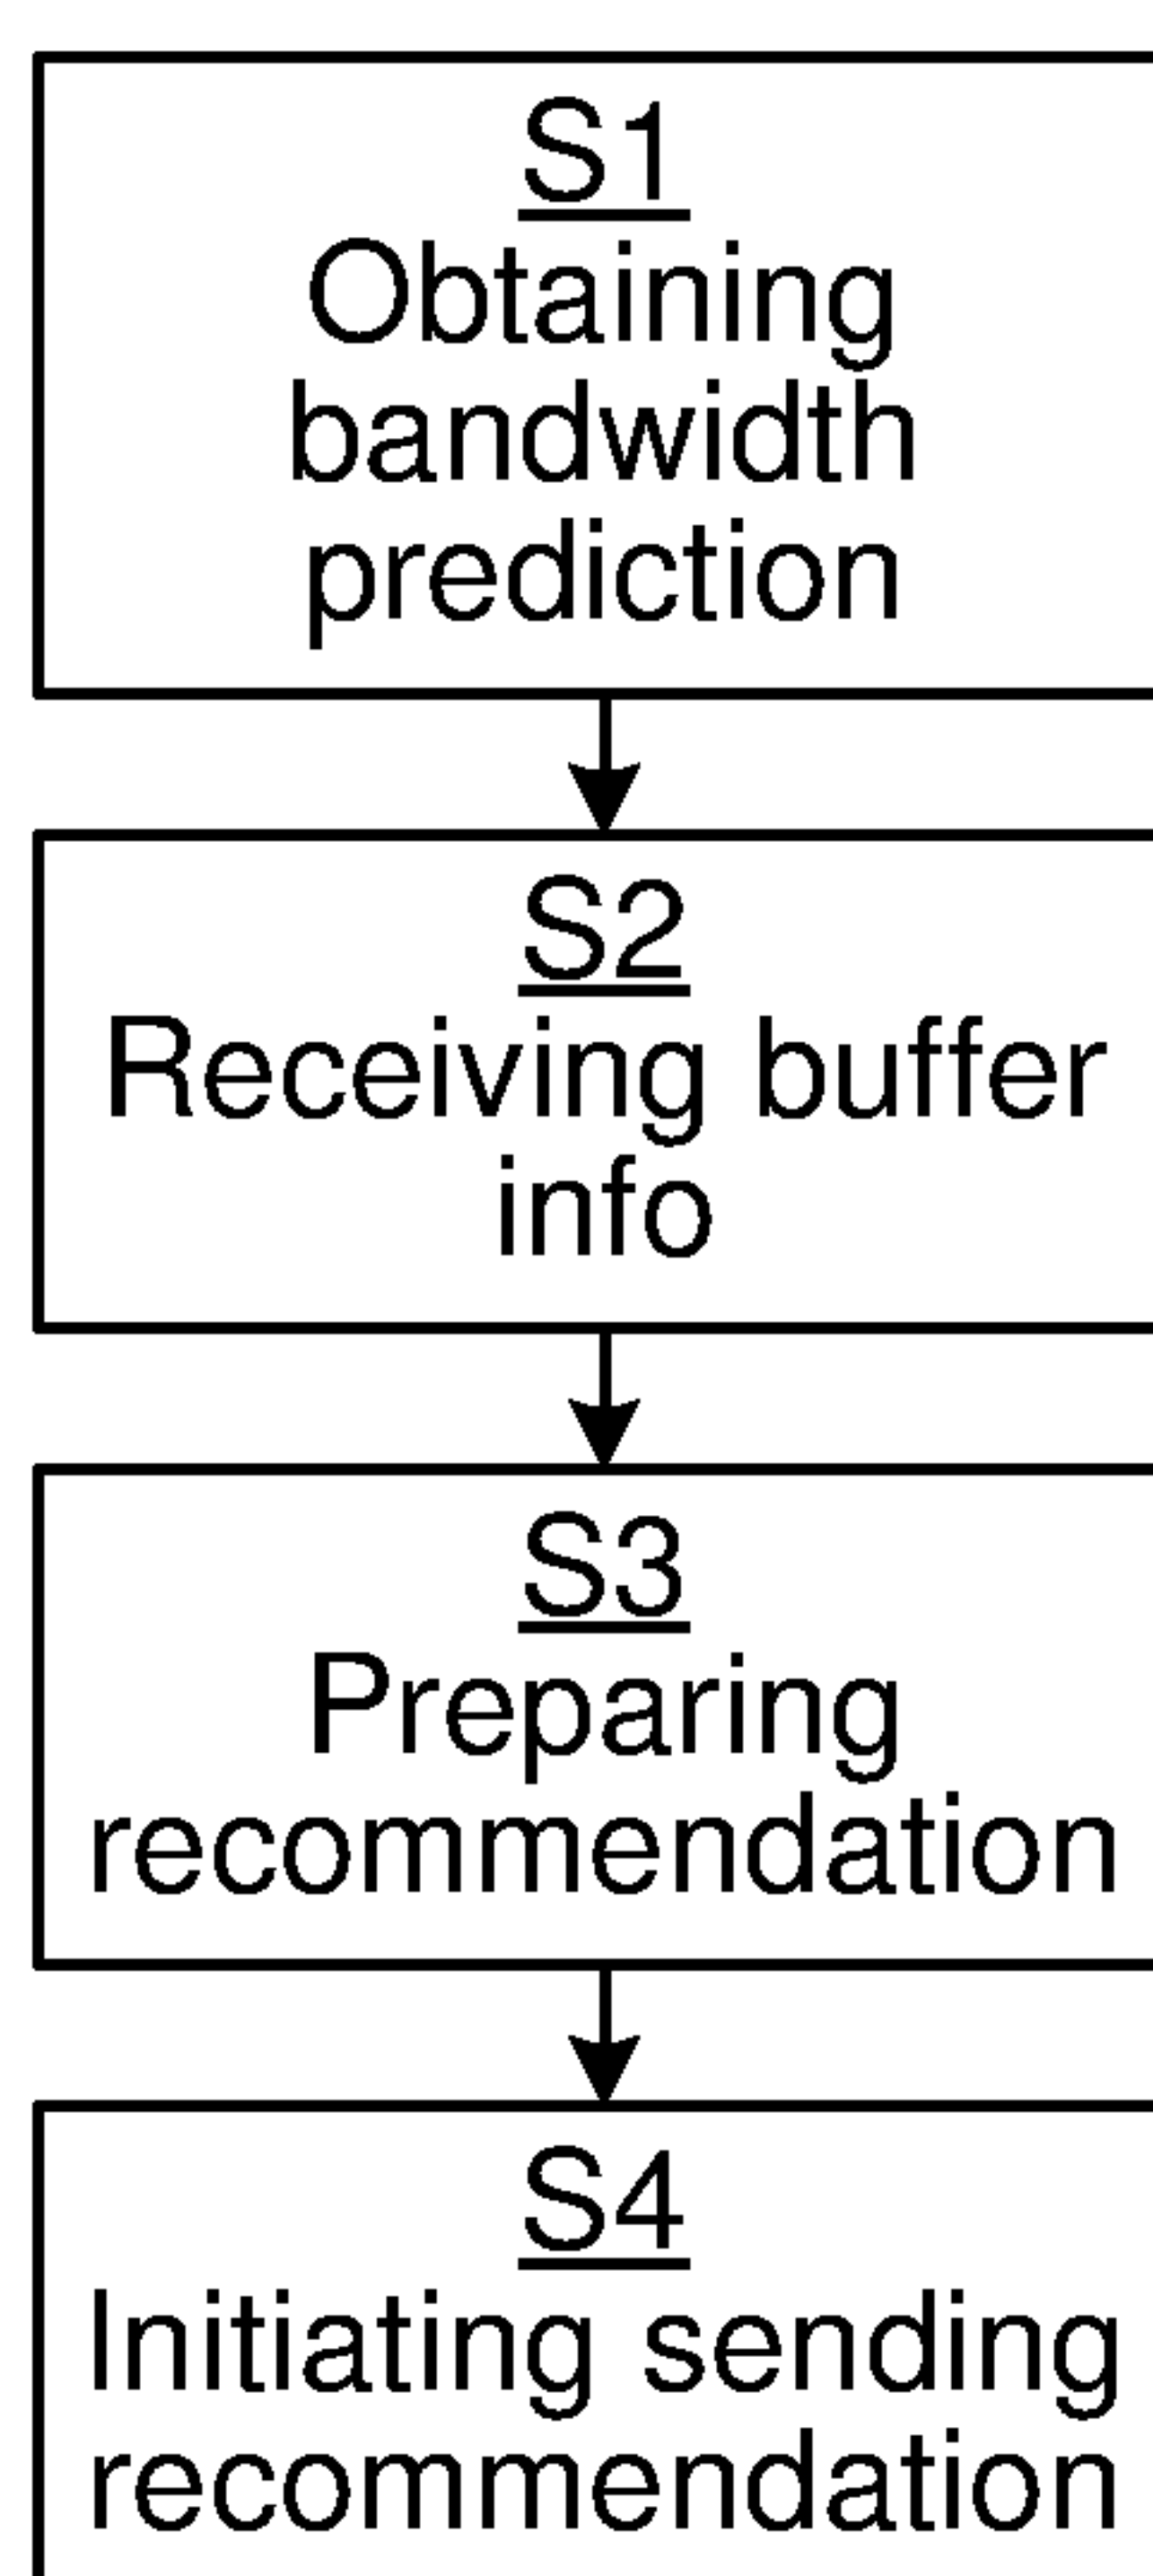 S1
Obtaining
bandwidth
prediction
S2
Receiving buffer
info
S3
Preparing
recommendation
S4
Initiating sending
recommendation